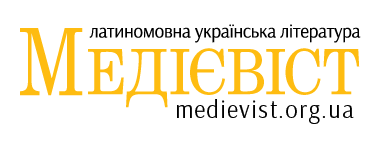 латиномовна українська література
Медієвіст
medievist.org.ua